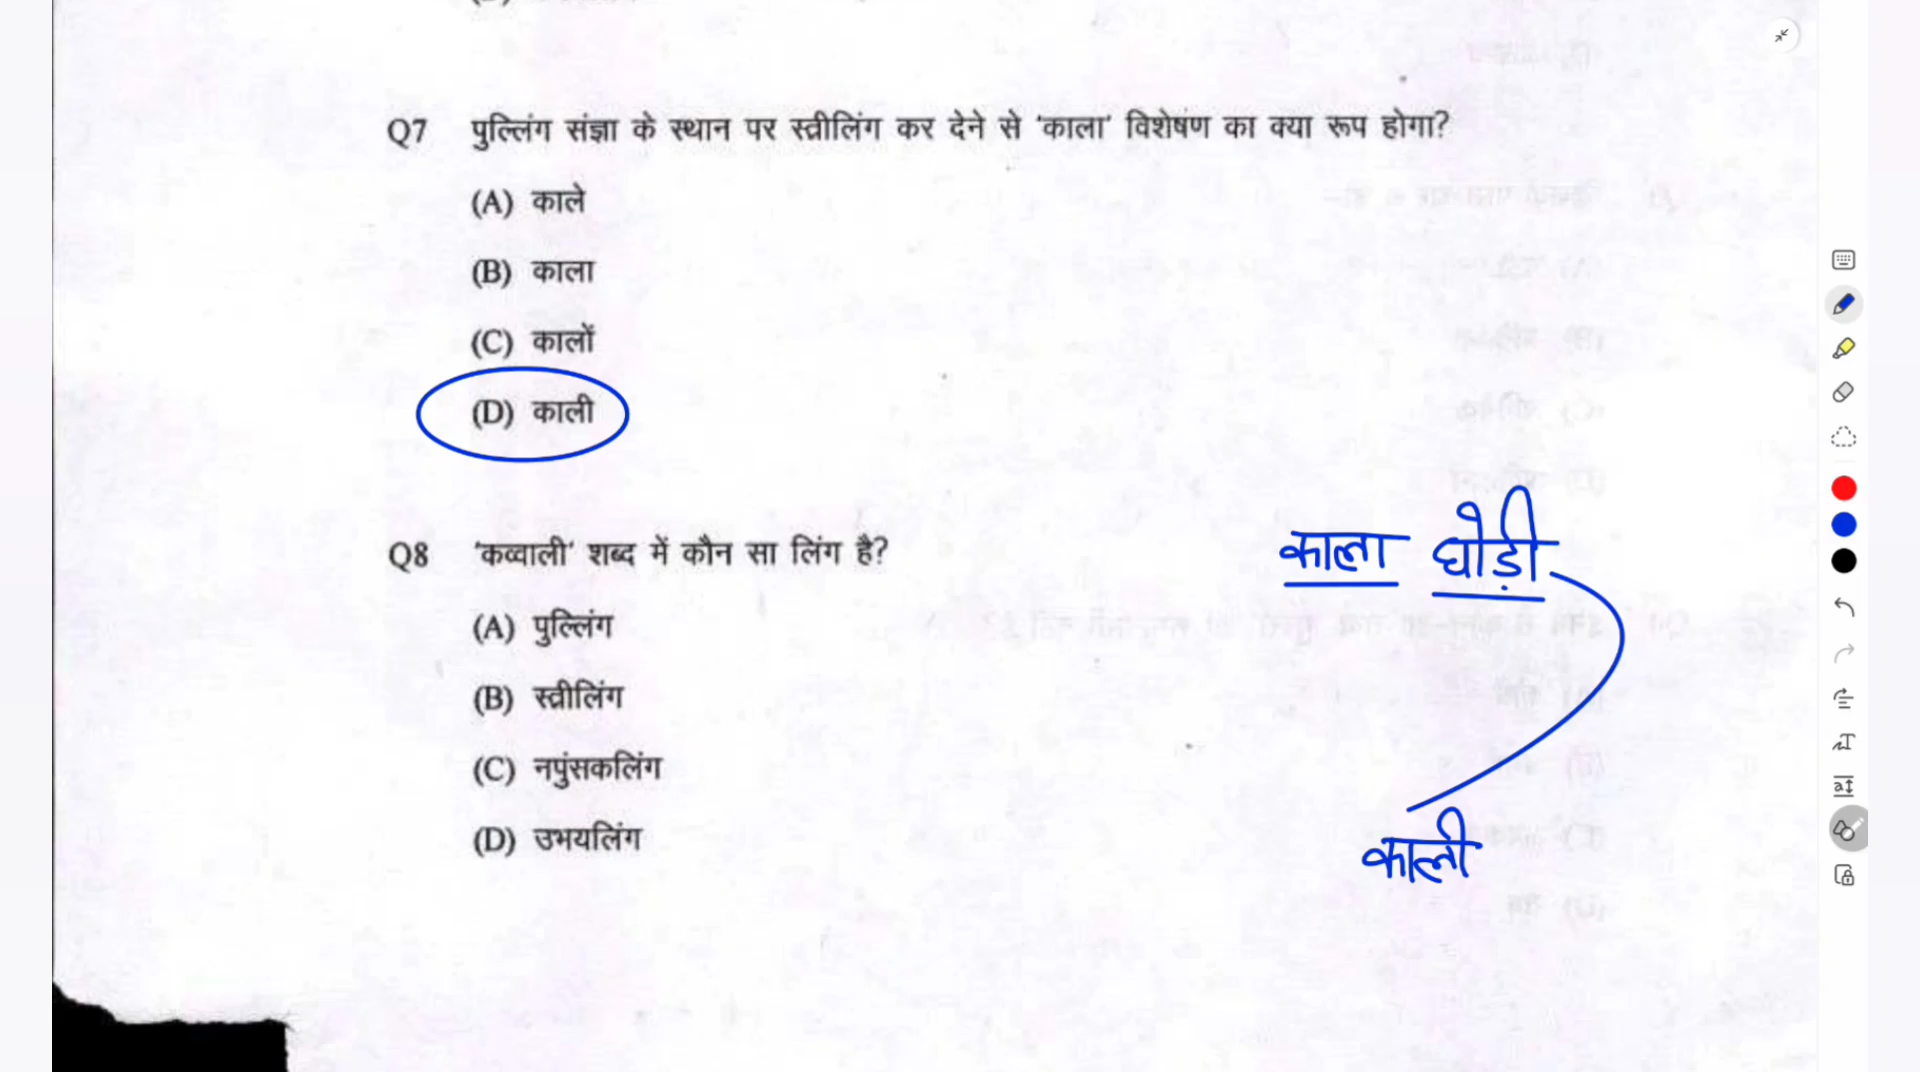 Q7 पुल्लिंग संज्ञा के स्थान पर स्त्रीलिंग कर देने से 'काला' विशेषण का क्या रूप होगा?
(A) काले
(B) काला
(C) कालों
(D) काली
Q8 'कव्वाली' शब्द में कौन सा लिंग है?
(A) पुल्लिंग
(B) स्त्रीलिंग
(C) नपुंसकलिंग
(D) उभयलिंग
काला घोड़ी
काली